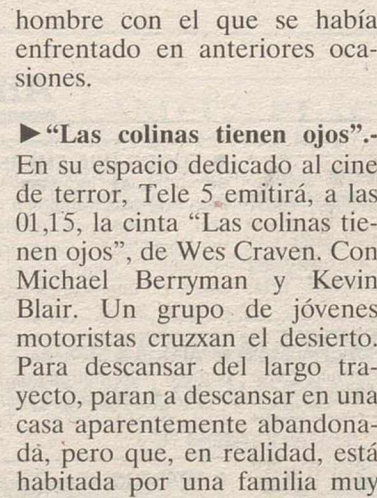 hombre con el que se había
enfrentado en anteriores oca-
siones.
►“Las colinas tienen ojos”.-
En su espacio dedicado al cine
de terror, Tele 5 emitirá, a las
01,15, la cinta “Las colinas tie-
nen ojos”, de Wes Craven. Con
Michael Berryman y Kevin
Blair. Un grupo de jóvenes
motoristas cruzxan el desierto.
Para descansar del largo tra-
yecto, paran a descansar en una
casa aparentemente abandona-
da, pero que, en realidad, está
habitada por una familia muy